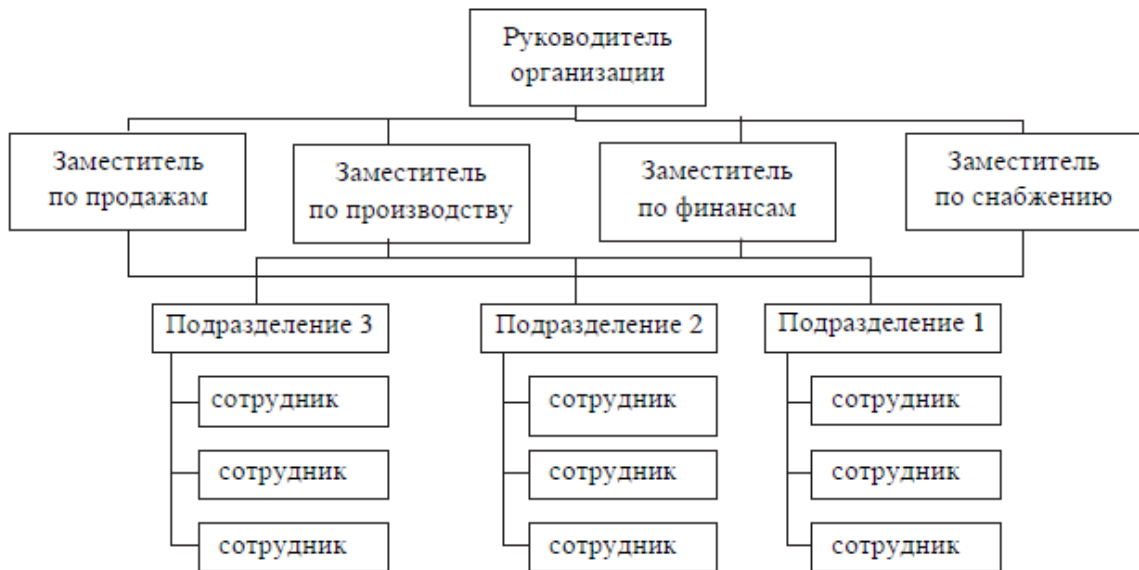 Руководитель
организации
Заместитель
по продажам
Заместитель
по производству
Заместитель
по финансам
Заместитель
по снабжению
Подразделение 3
Подразделение 2
Подразделение 1
сотрудник
сотрудник
сотрудник
сотрудник
сотрудник
сотрудник
сотрудник
сотрудник
сотрудник